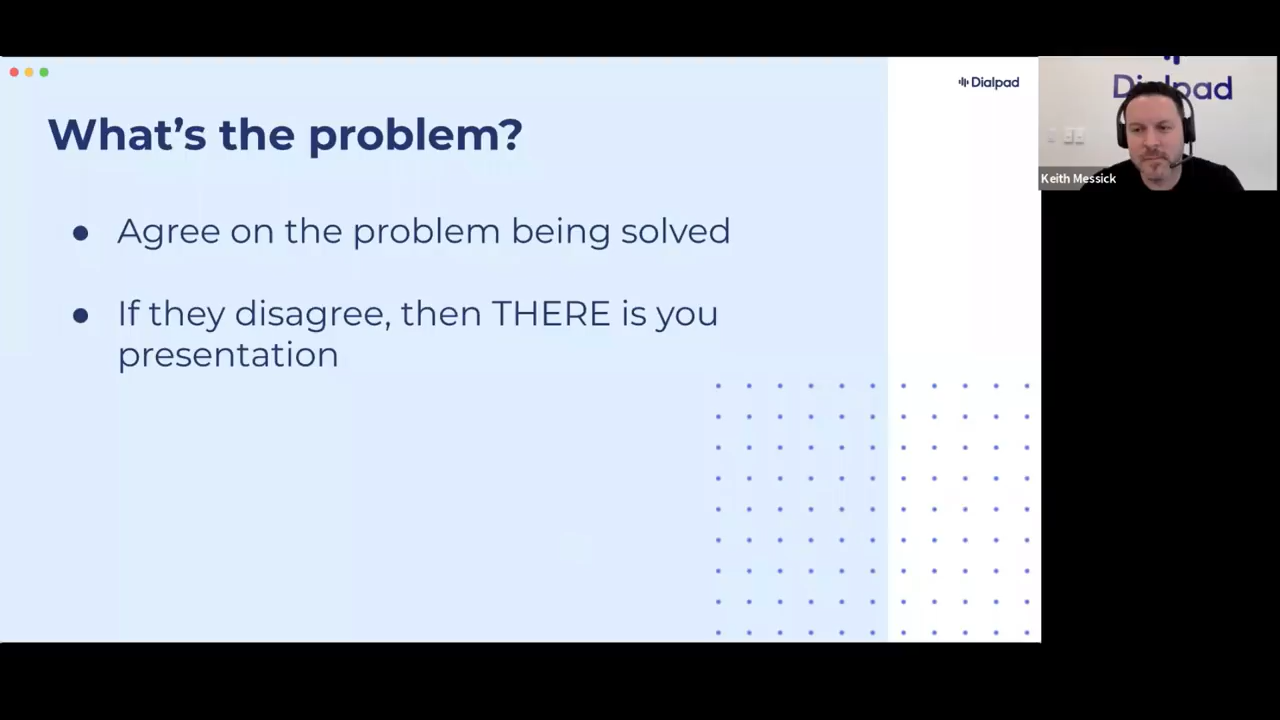 What's the problem?
● Agree on the problem being solved
● If they disagree, then THERE is you
presentation
Dialpad
Dialpad
Keith Messick